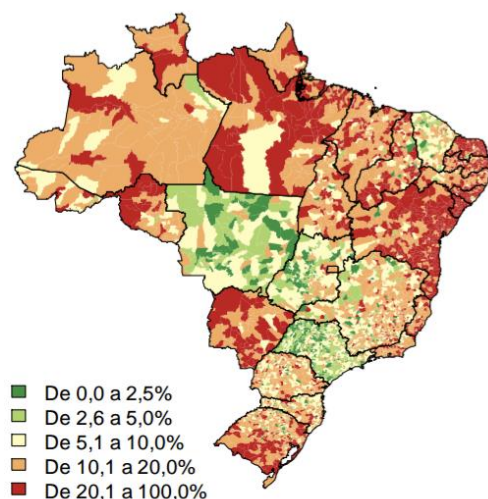 De 0,0 a 2,5%
De 2,6 a 5,0%
De 5,1 a 10,0%
De 10,1 a 20,0%
De 20,1 a 100,0%